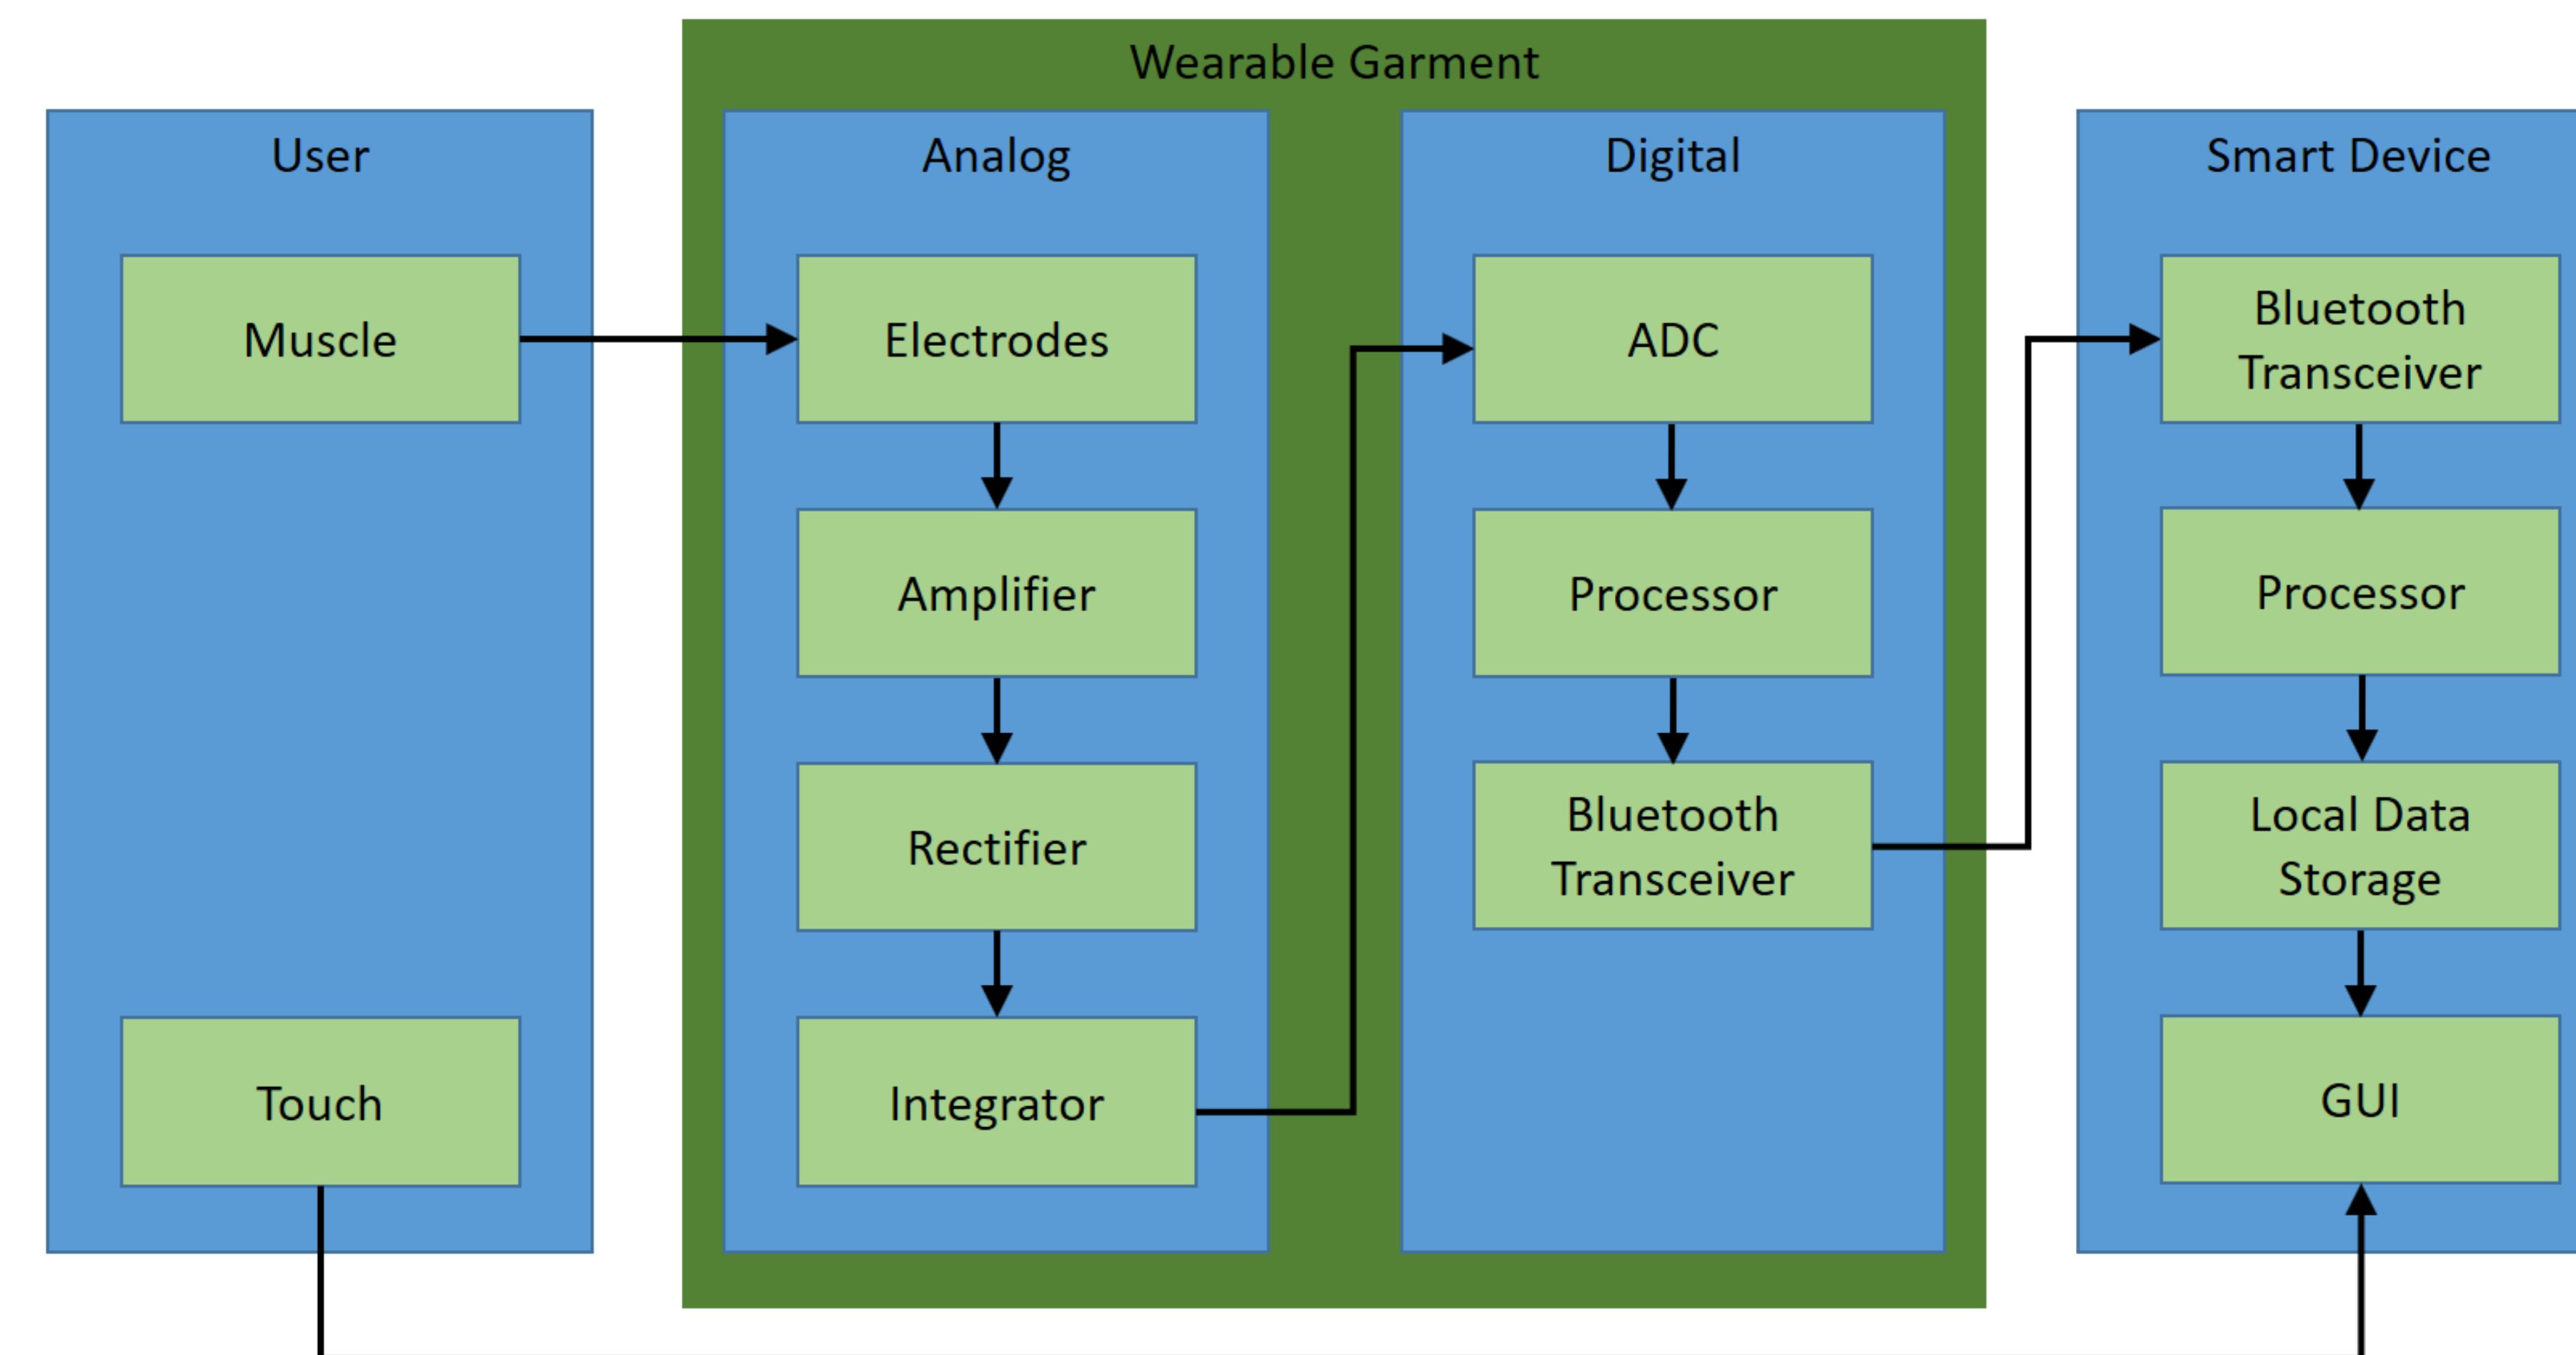 Wearable Garment
User
Muscle
Touch
Analog
Electrodes
Amplifier
Rectifier
Integrator
Digital
ADC
Processor
Bluetooth
Transceiver
Smart Device
Bluetooth
Transceiver
Processor
Local Data
Storage
GUI